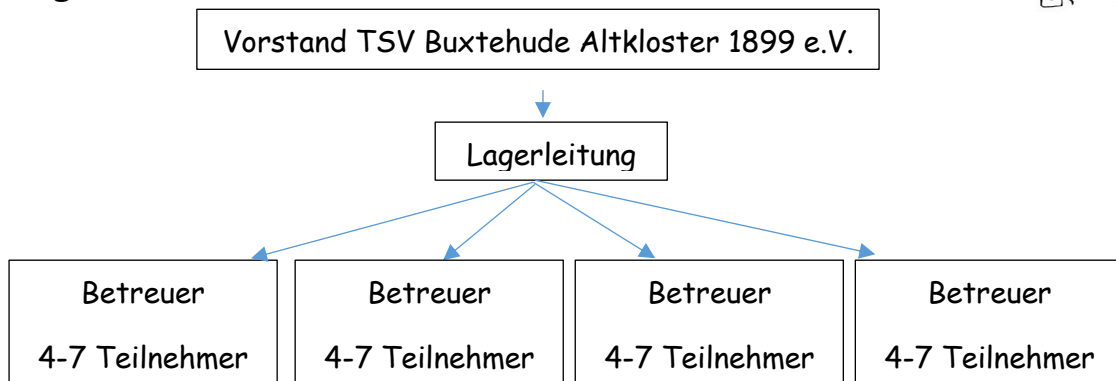 Vorstand TSV Buxtehude Altkloster 1899 e.V.
Lagerleitung
Betreuer
4-7 Teilnehmer
Betreuer
4-7 Teilnehmer
Betreuer
4-7 Teilnehmer
Betreuer
4-7 Teilnehmer